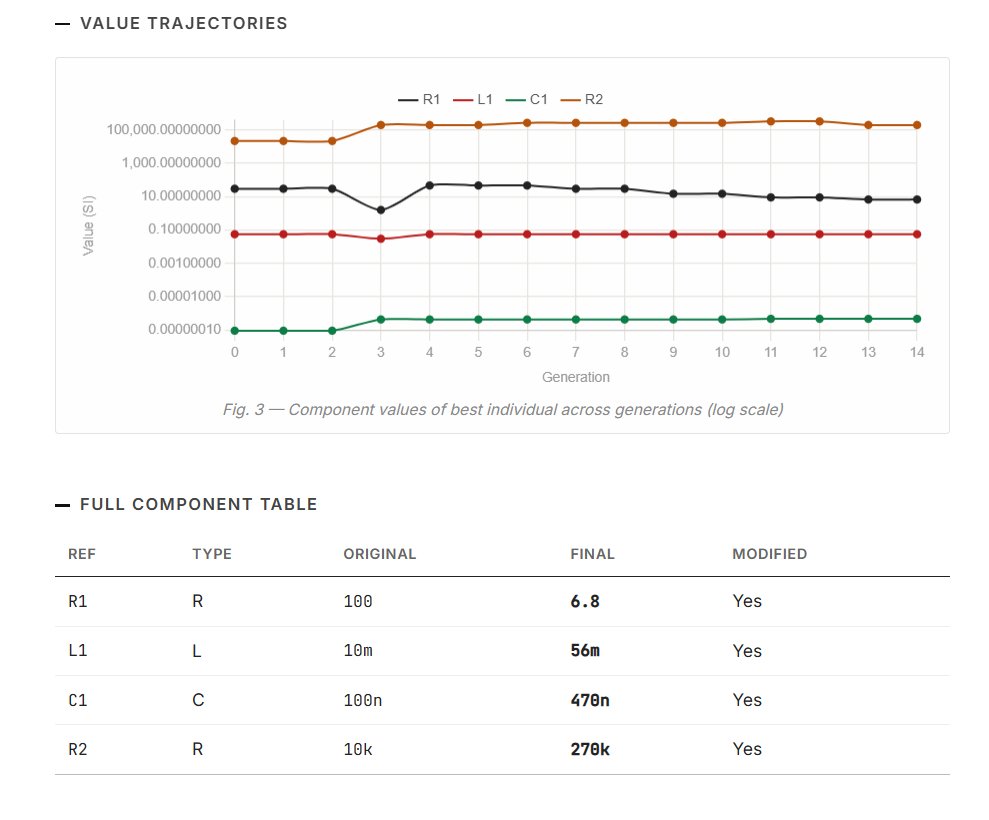 — VALUE TRAJECTORIES
R1 L1 C1 R2
100,000.00000000
1,000.00000000
10.00000000
0.10000000
0.00100000
0.00001000
0.00000010
Value (SI)
0 1 2 3 4 5 6 7 8 9 10 11 12 13 14
Generation
Fig. 3 — Component values of best individual across generations (log scale)
— FULL COMPONENT TABLE
REF TYPE ORIGINAL FINAL MODIFIED
R1 R 100 6.8 Yes
L1 L 10m 56m Yes
C1 C 100n 470n Yes
R2 R 10k 270k Yes